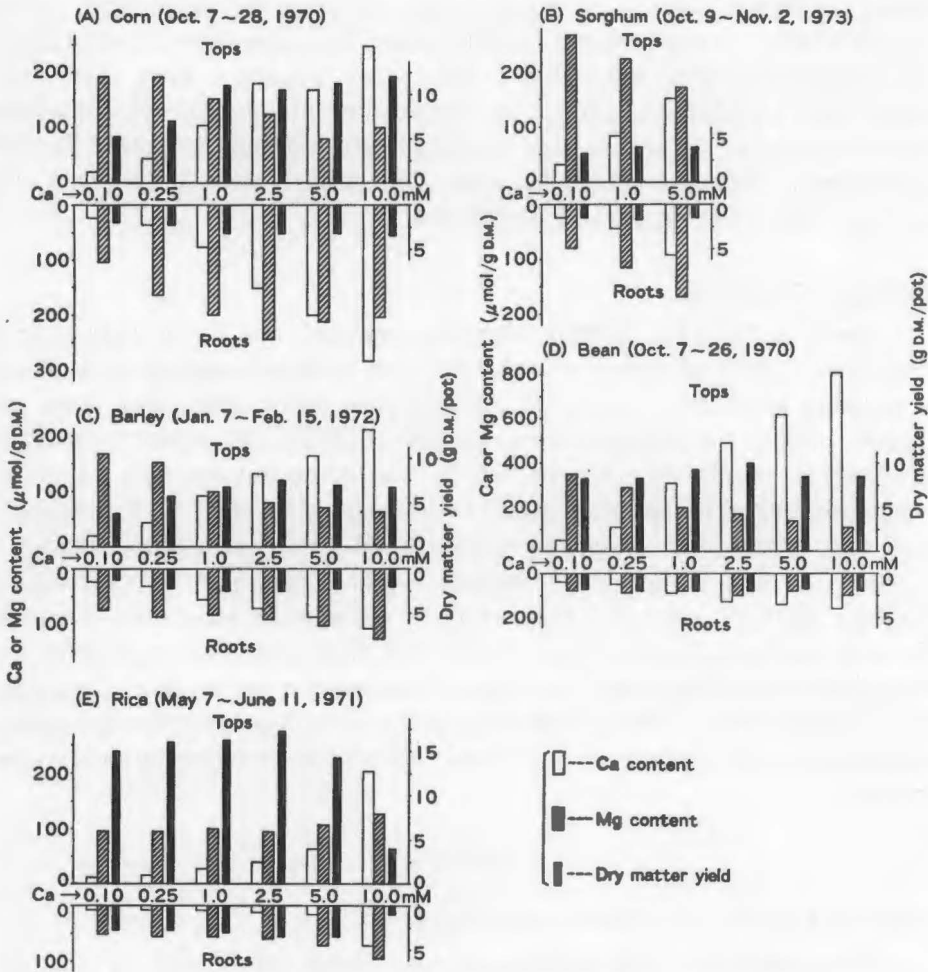 (A) Corn (Oct. 7~28, 1970)
Tops
200
100
0
10
5
0
Ca → 0.10 0.25 1.0 2.5 5.0 10.0 mM
0
100
200
300
5
Roots
(B) Sorghum (Oct. 9~Nov. 2, 1973)
Tops
200
100
0
5
0
Ca → 0.10 1.0 5.0 mM
0
100
200
0
5
Roots
(C) Barley (Jan. 7~Feb. 15, 1972)
Tops
200
100
0
10
5
0
Ca → 0.10 0.25 1.0 2.5 5.0 10.0 mM
0
100
0
5
Roots
(D) Bean (Oct. 7~26, 1970)
Tops
800
600
400
200
0
10
5
0
Ca → 0.10 0.25 1.0 2.5 5.0 10.0 mM
0
200
0
5
Roots
(E) Rice (May 7~June 11, 1971)
Tops
200
100
0
15
10
5
0
Ca → 0.10 0.25 1.0 2.5 5.0 10.0 mM
0
100
0
5
Roots
Ca or Mg content (μmol/g D.M.)
Dry matter yield (g D.M./pot)
Ca or Mg content (μmol/g D.M.)
Dry matter yield (g D.M./pot)
Ca content
Mg content
Dry matter yield